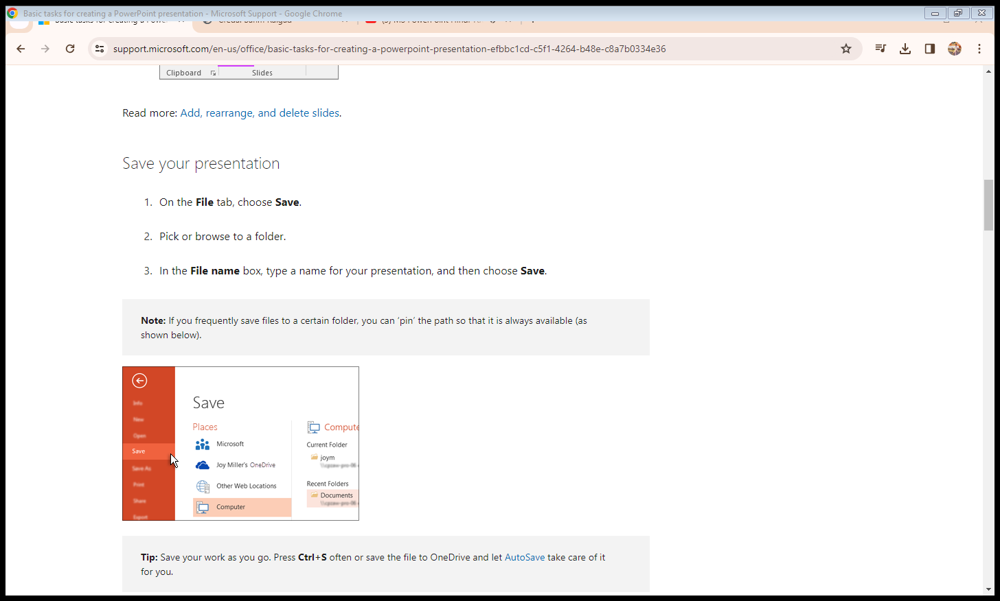 Basic tasks for creating a PowerPoint presentation - Microsoft Support - Google Chrome
support.microsoft.com/en-us/office/basic-tasks-for-creating-a-powerpoint-presentation-efbbc1cd-c5f1-4264-b48e-c8a7b0334e36
Clipboard Slides
Read more: Add, rearrange, and delete slides.
Save your presentation
1. On the File tab, choose Save.
2. Pick or browse to a folder.
3. In the File name box, type a name for your presentation, and then choose Save.
Note: If you frequently save files to a certain folder, you can ‘pin’ the path so that it is always available (as
shown below).
Info
New
Open
Save
Save As
Print
Share
Export
Save
Places
Microsoft
Joy Miller's OneDrive
Other Web Locations
Computer
Compute
Current Folder
joym
Recent Folders
Documents
Tip: Save your work as you go. Press Ctrl+S often or save the file to OneDrive and let AutoSave take care of it
for you.